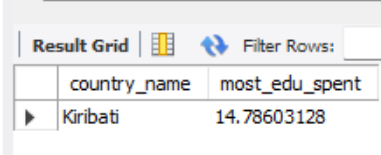 Result Grid Filter Rows:
country_name most_edu_spent
Kiribati 14.78603128